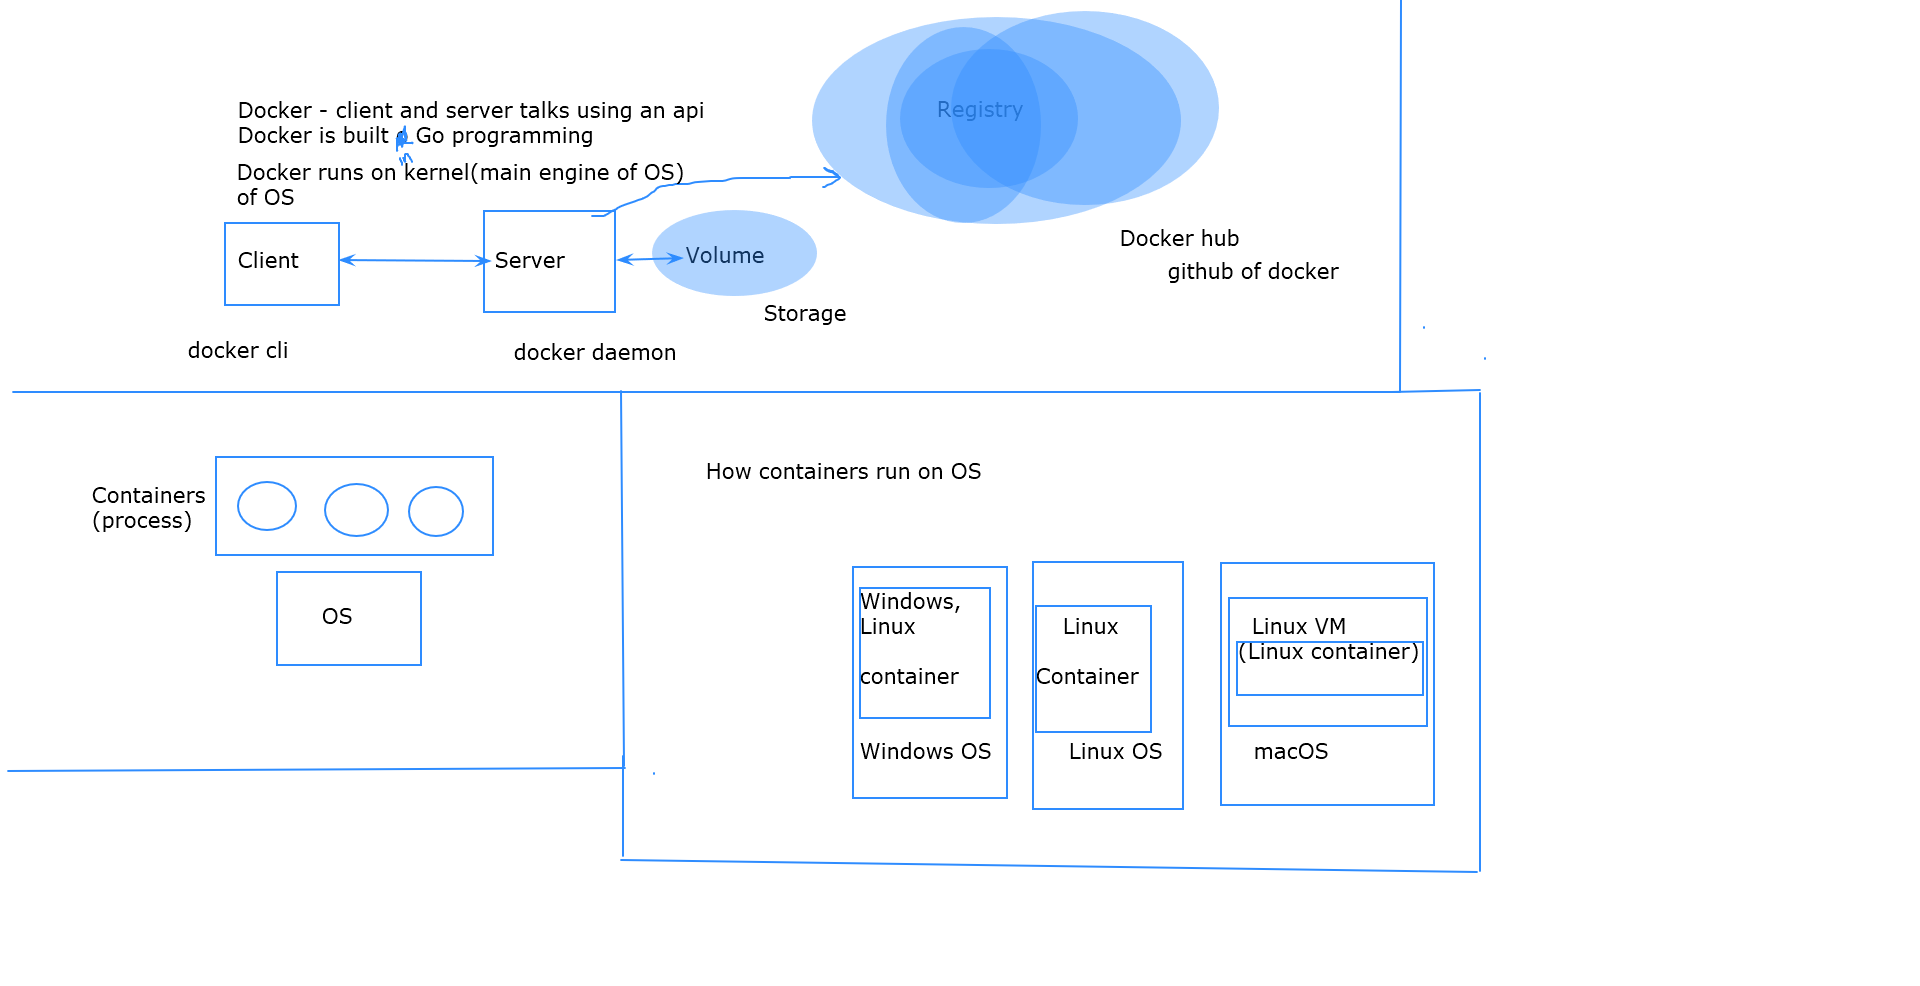 Docker - client and server talks using an api
Docker is built Go programming
Docker runs on kernel(main engine of OS)
of OS
Registry
Client
Server
Volume
Storage
Docker hub
github of docker
docker cli
docker daemon
Containers
(process)
OS
How containers run on OS
Windows,
Linux
container
Windows OS
Linux
Container
Linux OS
Linux VM
(Linux container)
macOS